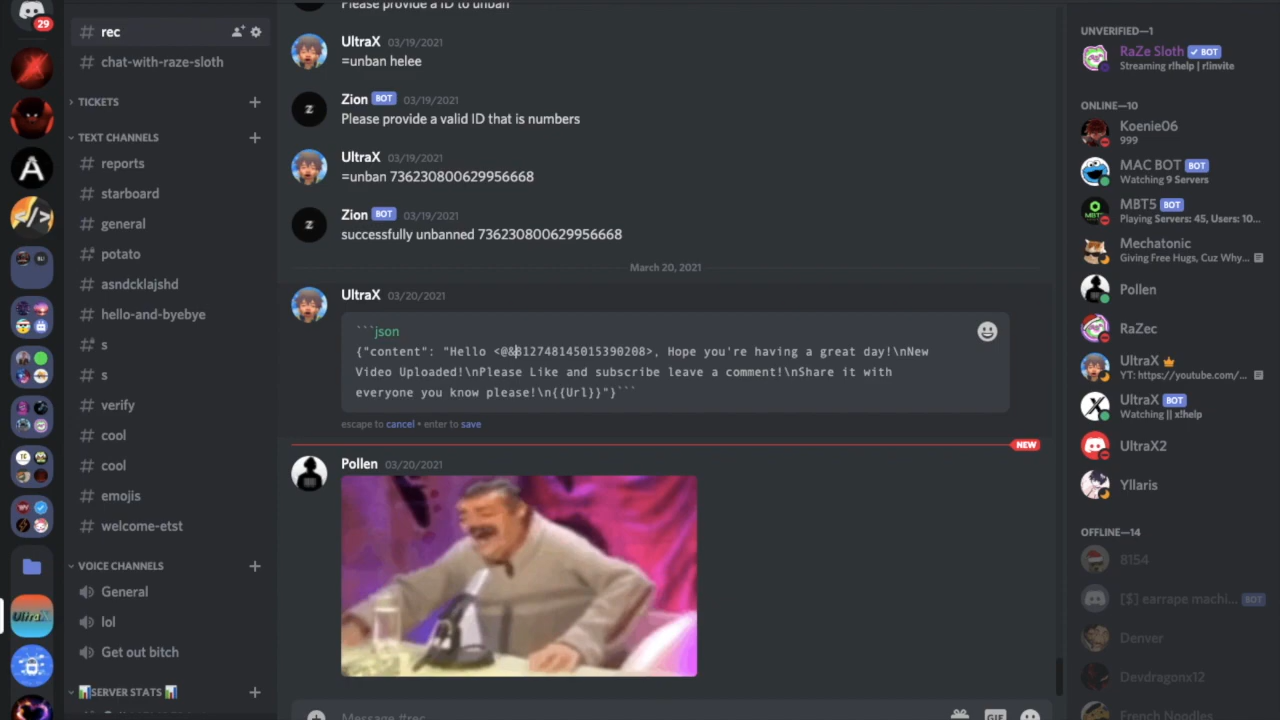 29
rec
chat-with-raze-sloth
TICKETS
TEXT CHANNELS
reports
starboard
general
potato
asndcklajshd
hello-and-byebye
s
s
verify
cool
cool
emojis
welcome-etst
VOICE CHANNELS
General
lol
Get out bitch
📊SERVER STATS 📊
UltraX
Please provide a ID to unban
UltraX 03/19/2021
=unban helee
Zion BOT 03/19/2021
Please provide a valid ID that is numbers
UltraX 03/19/2021
=unban 736230800629956668
Zion BOT 03/19/2021
successfully unbanned 736230800629956668
March 20, 2021
UltraX 03/20/2021
```json
{"content": "Hello <@&812748145015390208>, Hope you're having a great day!\nNew
Video Uploaded!\nPlease Like and subscribe leave a comment!\nShare it with
everyone you know please!\n{{Url}}"}```
escape to cancel • enter to save
NEW
Pollen 03/20/2021
Message #rec
GIF
UNVERIFIED—1
RaZe Sloth ✓ BOT
Streaming r!help | r!invite
ONLINE—10
Koenie06
999
MAC BOT BOT
Watching 9 Servers
MBT5 BOT
Playing Servers: 45, Users: 10...
Mechatonic
Giving Free Hugs, Cuz Why...
Pollen
RaZec
UltraX
YT: https://youtube.com/...
UltraX BOT
Watching || x!help
UltraX2
Yllaris
OFFLINE—14
8154
[$] earrape machi... BOT
Denver
Devdragonx12
French Noodles